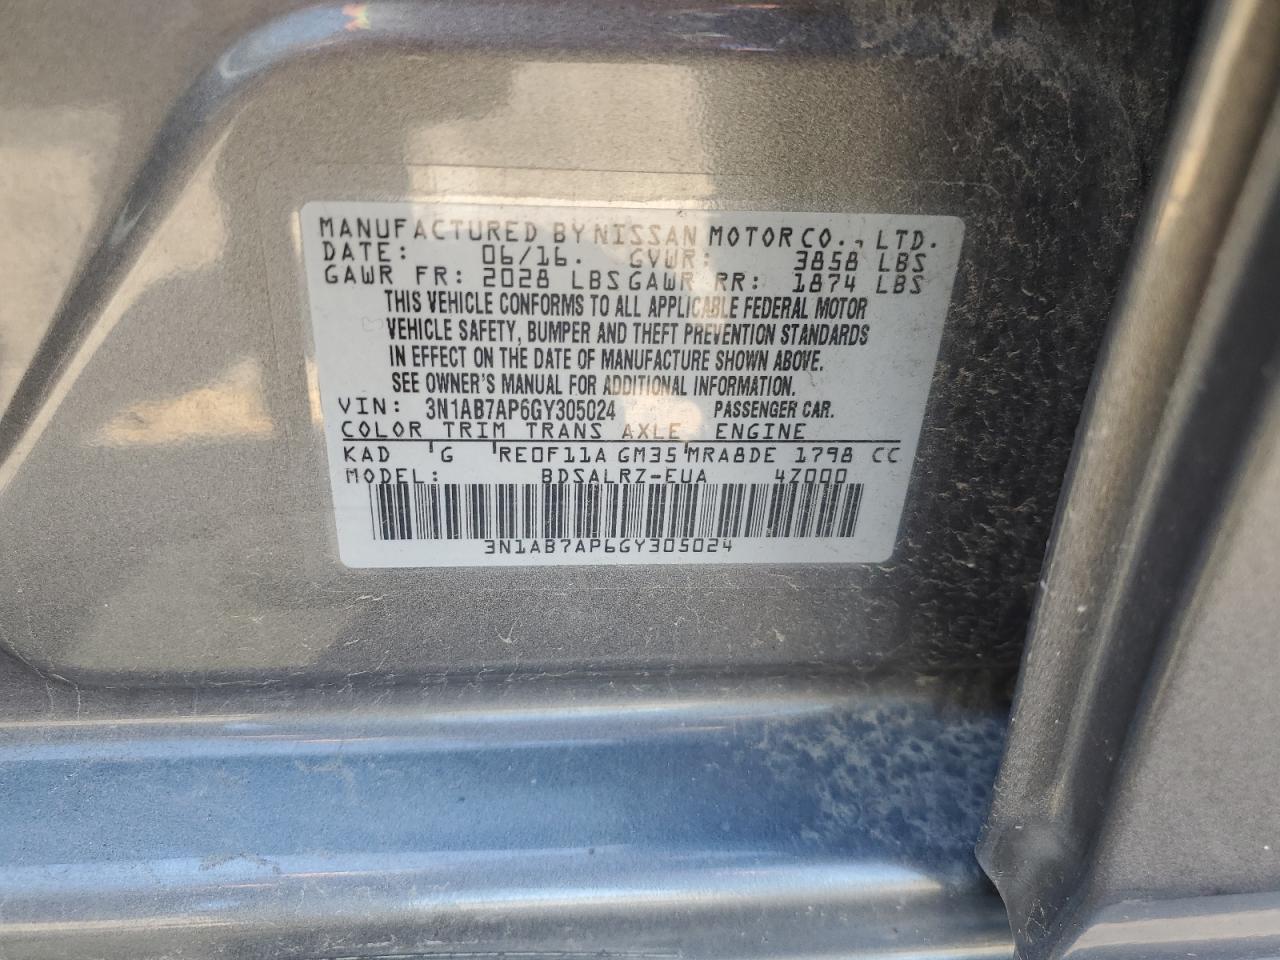 MANUFACTURED BY NISSAN MOTOR CO., LTD.
DATE: 06/16. GVWR: 3858 LBS
GAWR FR: 2028 LBS GAWR RR: 1874 LBS
THIS VEHICLE CONFORMS TO ALL APPLICABLE FEDERAL MOTOR
VEHICLE SAFETY, BUMPER AND THEFT PREVENTION STANDARDS
IN EFFECT ON THE DATE OF MANUFACTURE SHOWN ABOVE.
SEE OWNER'S MANUAL FOR ADDITIONAL INFORMATION.
VIN: 3N1AB7AP6GY305024 PASSENGER CAR.
COLOR TRIM TRANS AXLE ENGINE
KAD G RE0F11A GM35 MRA8DE 1798 CC
MODEL: BDSALRZ-EUA 4Z000
3N1AB7AP6GY305024